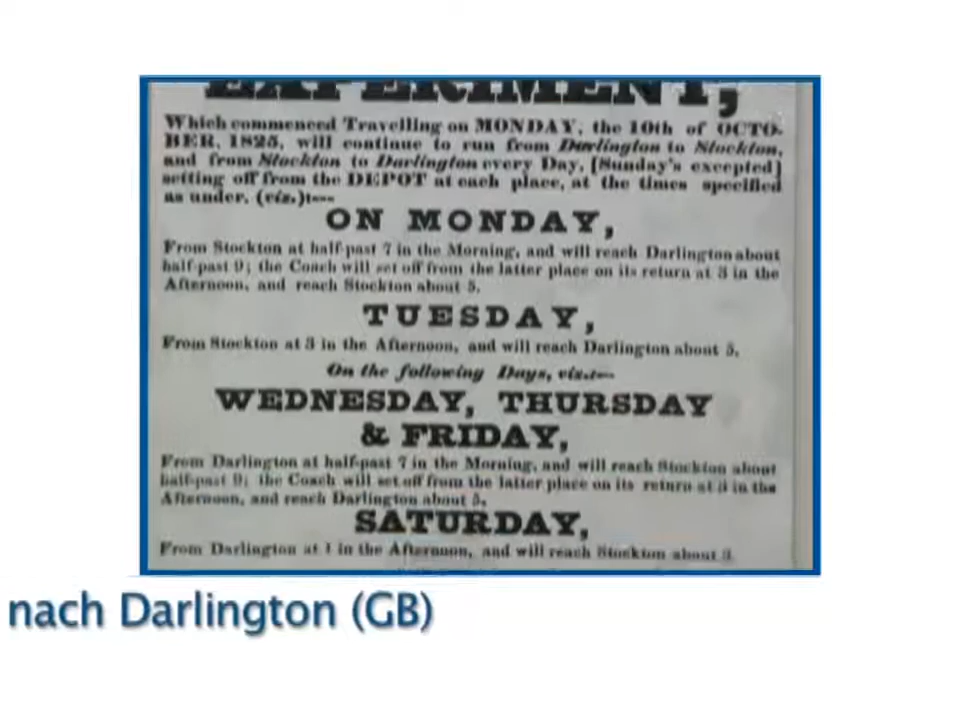 EXPERIMENT,
Which commenced Travelling on MONDAY, the 10th of OCTO-
BER, 1825, will continue to run from Darlington to Stockton,
and from Stockton to Darlington every Day, [Sunday's excepted]
setting off from the DEPOT at each place, at the times specified
as under, (viz.):---
ON MONDAY,
From Stockton at half-past 7 in the Morning, and will reach Darlington about
half-past 9; the Coach will set off from the latter place on its return at 3 in the
Afternoon, and reach Stockton about 5.
TUESDAY,
From Stockton at 3 in the Afternoon, and will reach Darlington about 5.
On the following Days, viz.:--
WEDNESDAY, THURSDAY
& FRIDAY,
From Darlington at half-past 7 in the Morning, and will reach Stockton about
half-past 9; the Coach will set off from the latter place on its return at 3 in the
Afternoon, and reach Darlington about 5.
SATURDAY,
From Darlington at 1 in the Afternoon, and will reach Stockton about 3.
nach Darlington (GB)